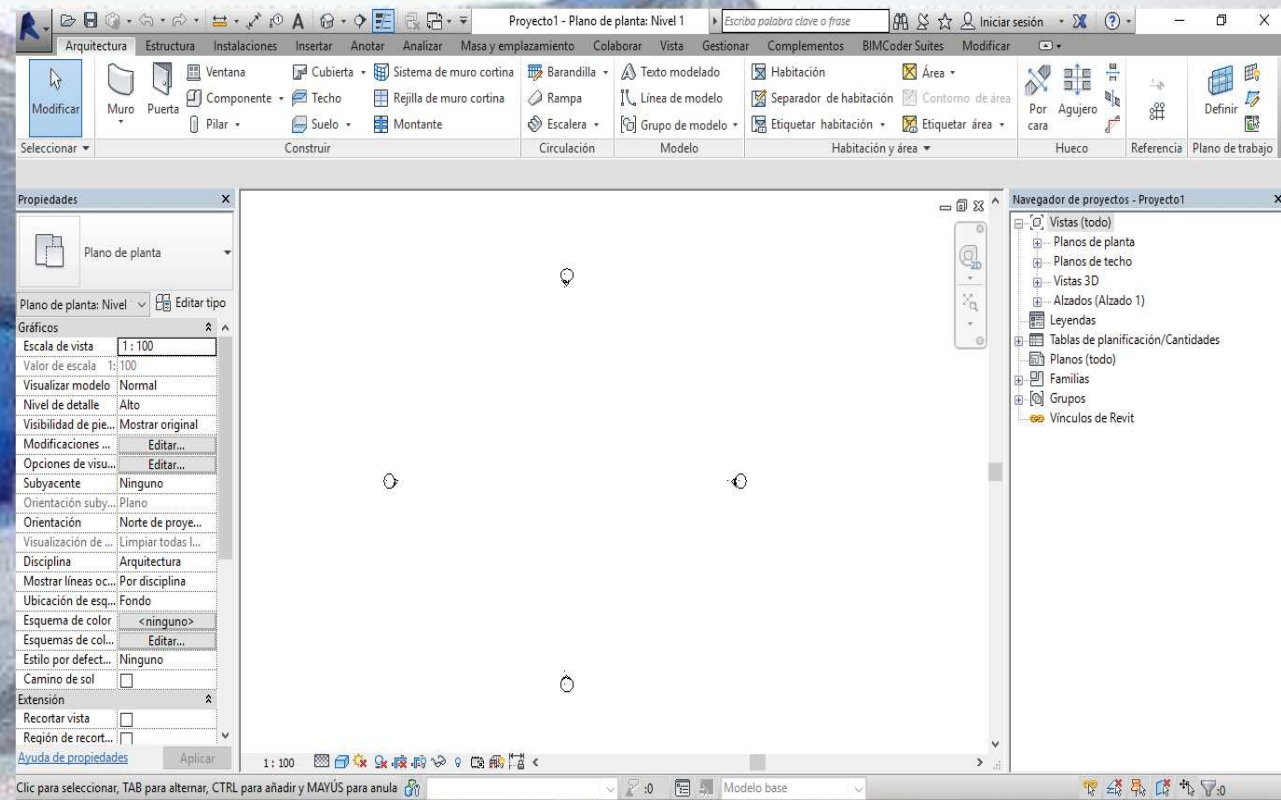 Proyecto1 - Plano de planta: Nivel 1 Escriba palabra clave o frase Iniciar sesión
Arquitectura Estructura Instalaciones Insertar Anotar Analizar Masa y emplazamiento Colaborar Vista Gestionar Complementos BIMCoder Suites Modificar
Modificar
Muro
Puerta
Ventana
Componente
Pilar
Cubierta
Techo
Suelo
Sistema de muro cortina
Rejilla de muro cortina
Montante
Barandilla
Rampa
Escalera
Texto modelado
Línea de modelo
Grupo de modelo
Habitación
Separador de habitación
Etiquetar habitación
Área
Contorno de área
Etiquetar área
Por
cara
Agujero
Definir
Seleccionar Construir Circulación Modelo Habitación y área Hueco Referencia Plano de trabajo
Propiedades
Plano de planta
Plano de planta: Nivel Editar tipo
Gráficos
Escala de vista 1 : 100
Valor de escala 1: 100
Visualizar modelo Normal
Nivel de detalle Alto
Visibilidad de pie... Mostrar original
Modificaciones ... Editar...
Opciones de visu... Editar...
Subyacente Ninguno
Orientación suby... Plano
Orientación Norte de proye...
Visualización de ... Limpiar todas l...
Disciplina Arquitectura
Mostrar líneas oc... Por disciplina
Ubicación de esq... Fondo
Esquema de color <ninguno>
Esquemas de col... Editar...
Estilo por defect... Ninguno
Camino de sol
Extensión
Recortar vista
Región de recort...
Ayuda de propiedades Aplicar
2D
1 : 100
Navegador de proyectos - Proyecto1
Vistas (todo)
Planos de planta
Planos de techo
Vistas 3D
Alzados (Alzado 1)
Leyendas
Tablas de planificación/Cantidades
Planos (todo)
Familias
Grupos
Vínculos de Revit
Clic para seleccionar, TAB para alternar, CTRL para añadir y MAYÚS para anula :0 Modelo base :0